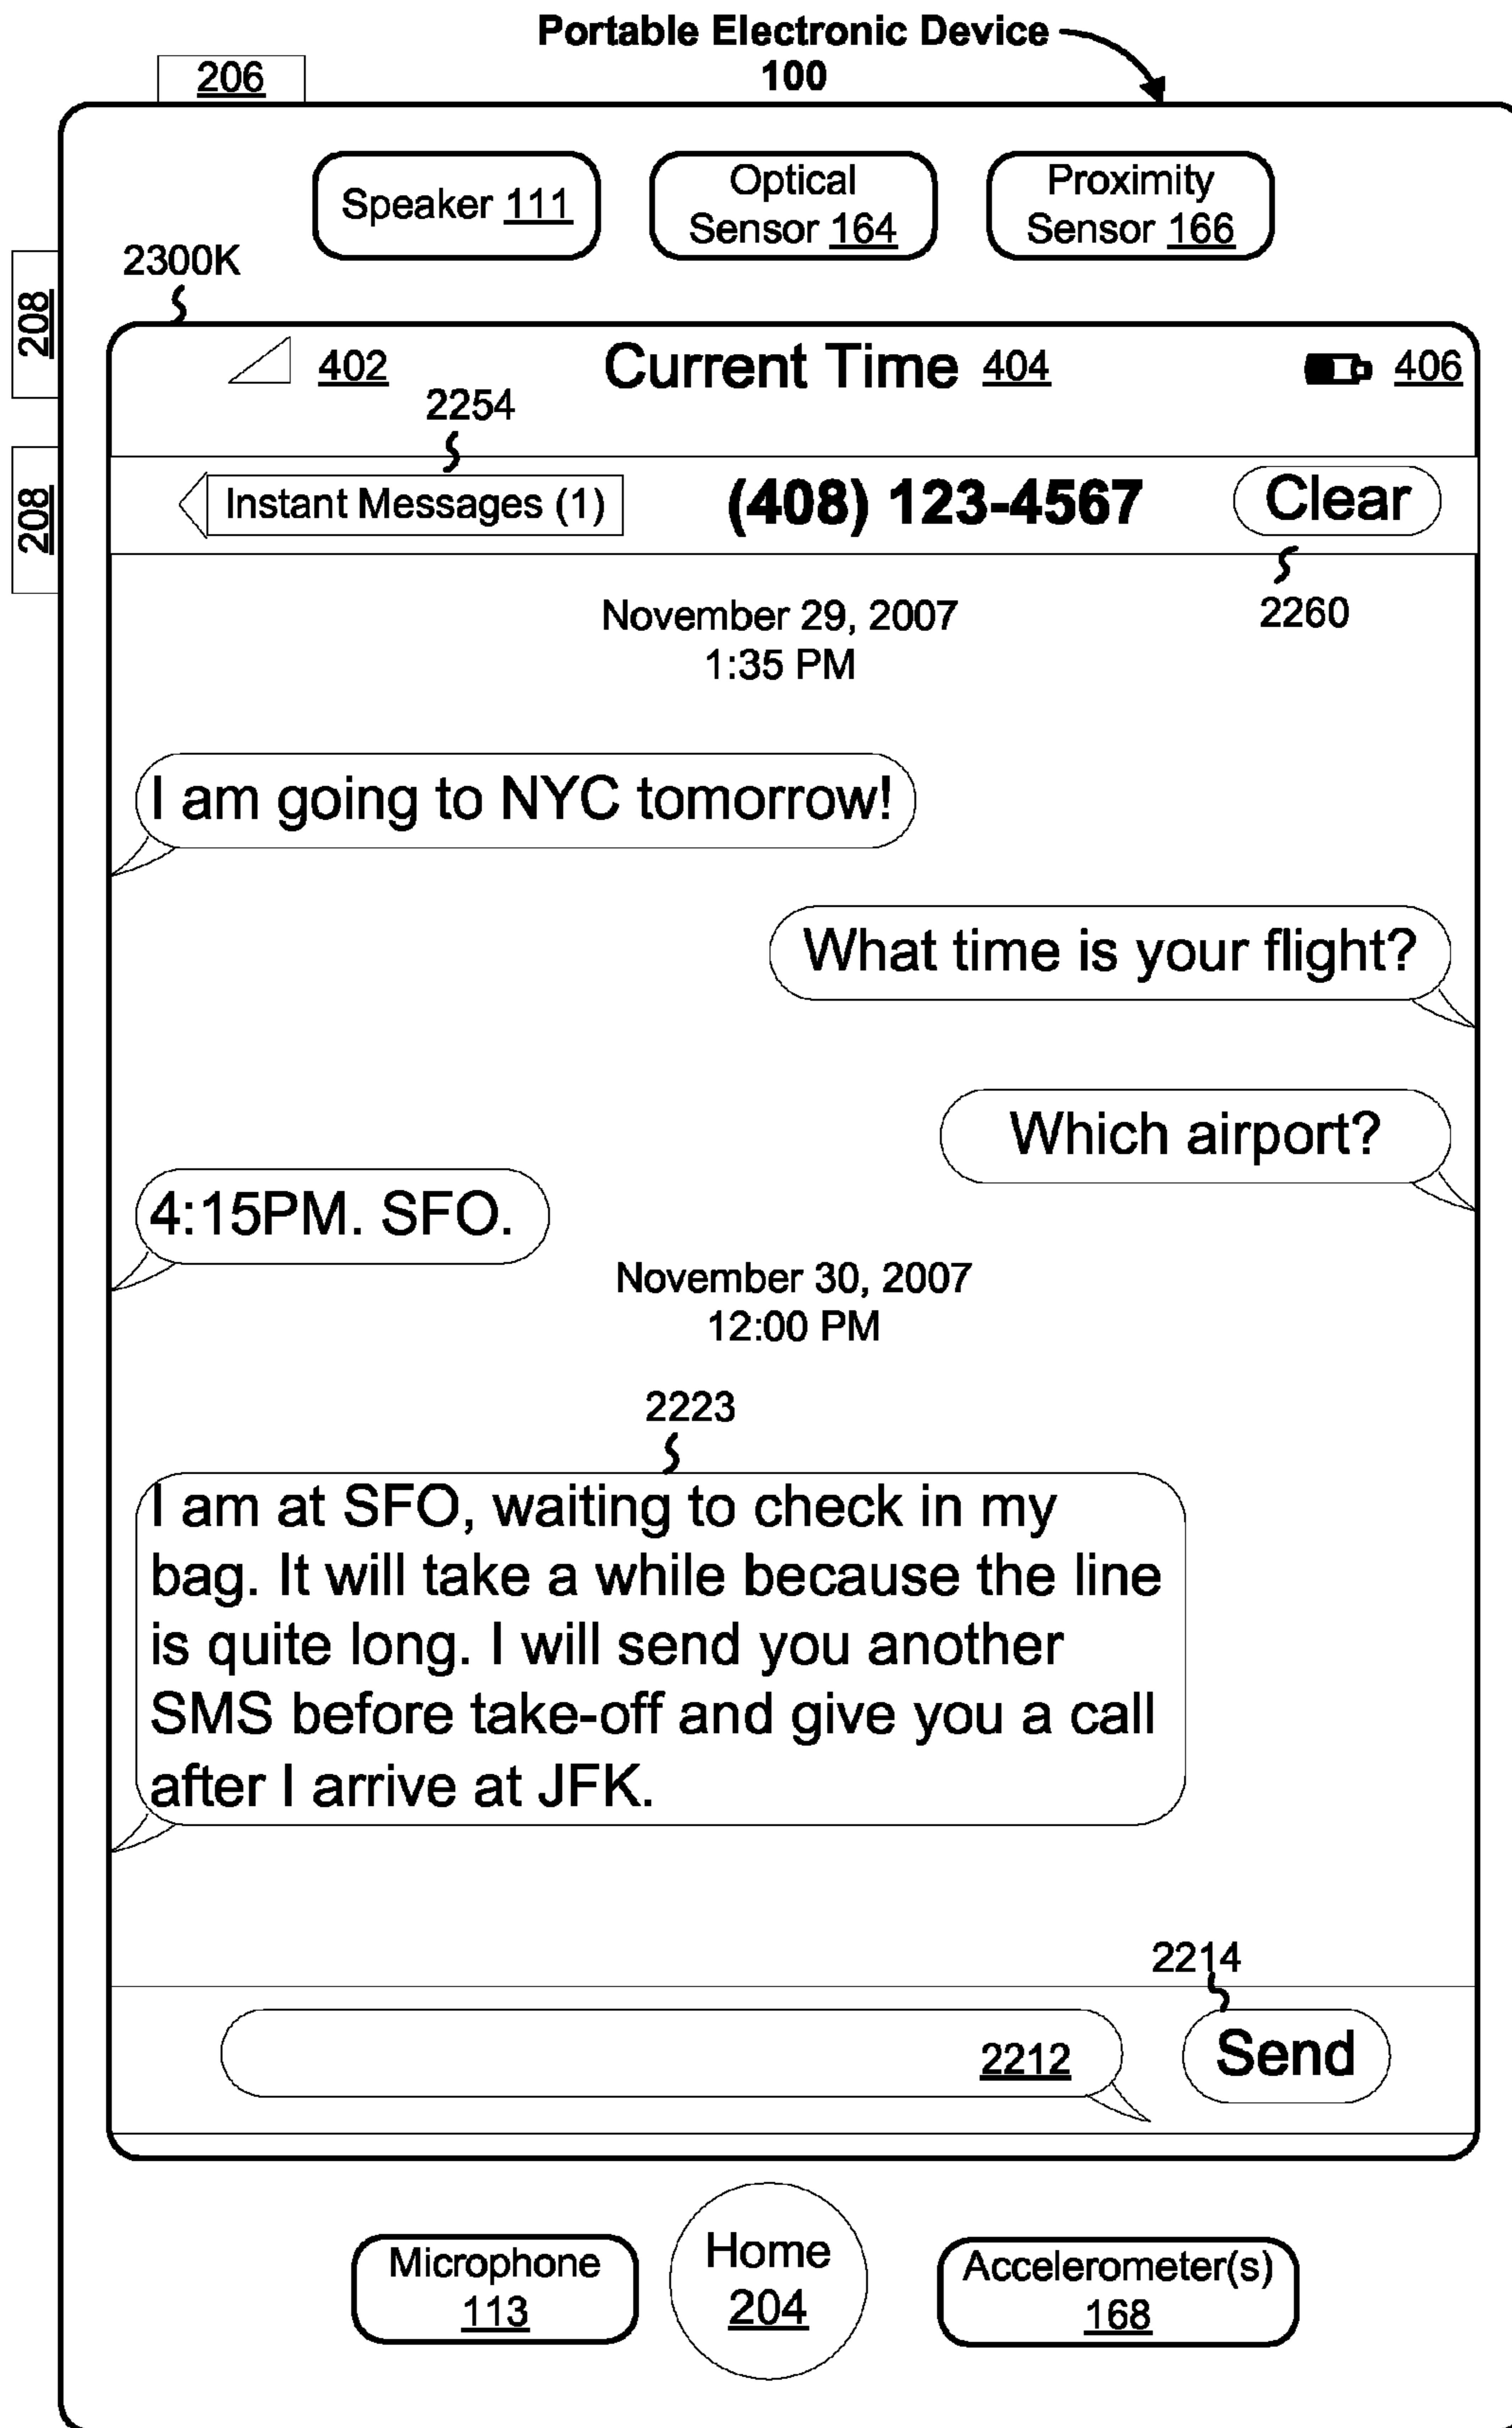 Portable Electronic Device
100
206
Speaker 111
Optical
Sensor 164
Proximity
Sensor 166
2300K
208
402
Current Time 404
406
2254
208
Instant Messages (1)
(408) 123-4567
Clear
2260
November 29, 2007
1:35 PM
I am going to NYC tomorrow!
What time is your flight?
Which airport?
4:15PM. SFO.
November 30, 2007
12:00 PM
2223
I am at SFO, waiting to check in my
bag. It will take a while because the line
is quite long. I will send you another
SMS before take-off and give you a call
after I arrive at JFK.
2214
2212
Send
Microphone
113
Home
204
Accelerometer(s)
168